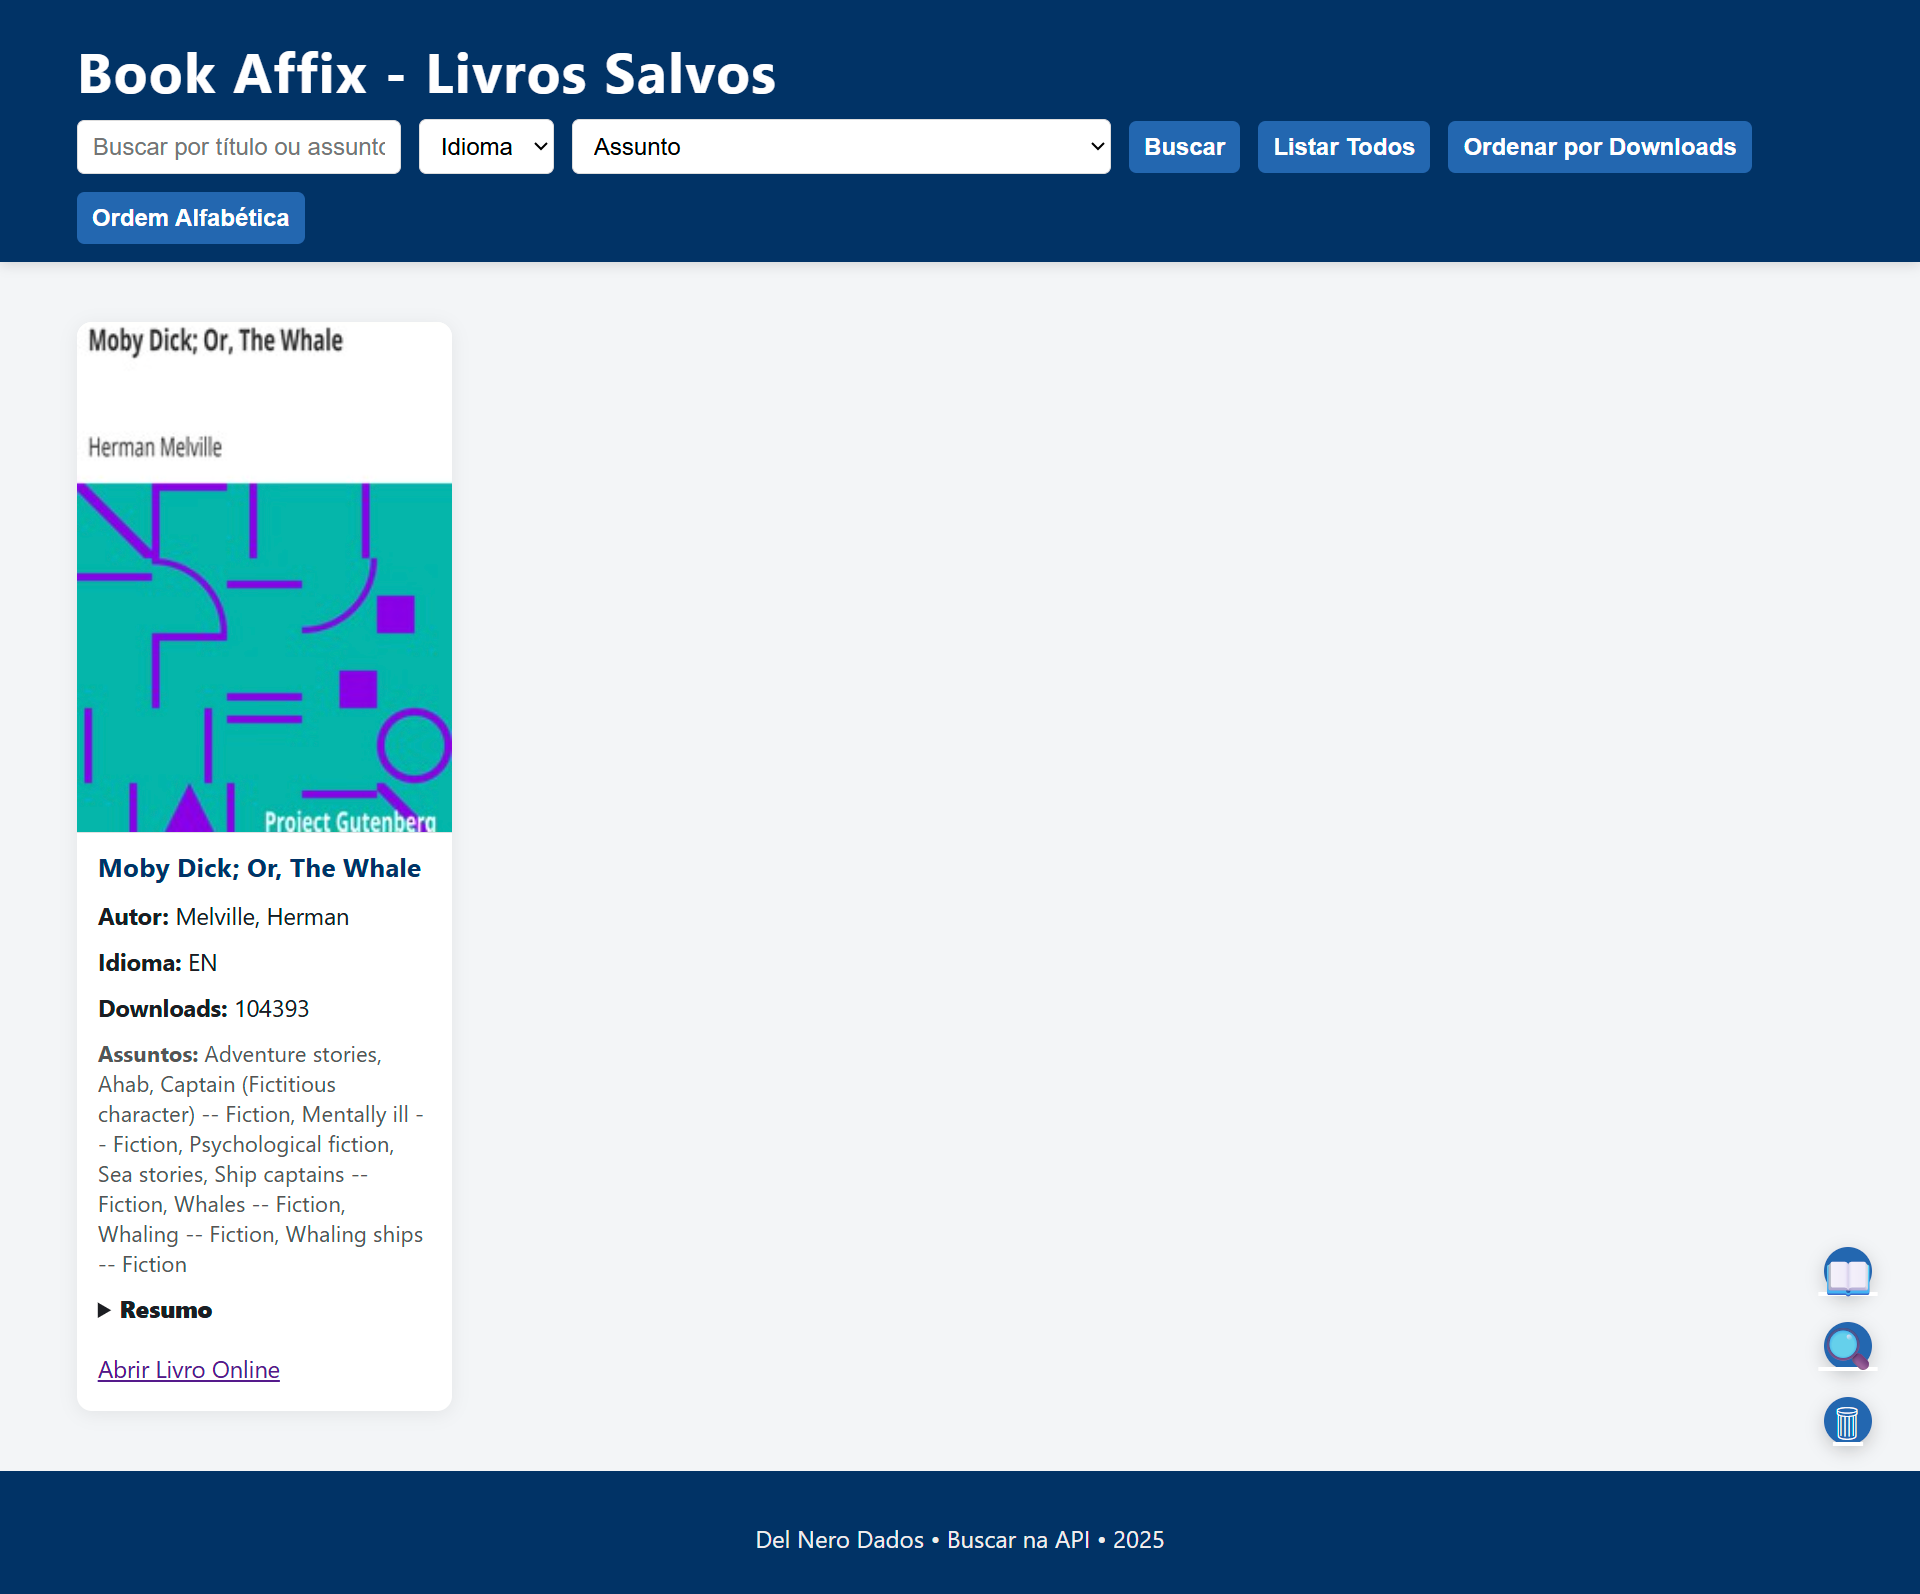 Book Affix - Livros Salvos
Buscar por título ou assunto
Idioma
Assunto
Buscar
Listar Todos
Ordenar por Downloads
Ordem Alfabética
Moby Dick; Or, The Whale
Herman Melville
Project Gutenberg
Moby Dick; Or, The Whale
Autor: Melville, Herman
Idioma: EN
Downloads: 104393
Assuntos: Adventure stories,
Ahab, Captain (Fictitious
character) -- Fiction, Mentally ill -
- Fiction, Psychological fiction,
Sea stories, Ship captains --
Fiction, Whales -- Fiction,
Whaling -- Fiction, Whaling ships
-- Fiction
Resumo
Abrir Livro Online
Del Nero Dados • Buscar na API • 2025